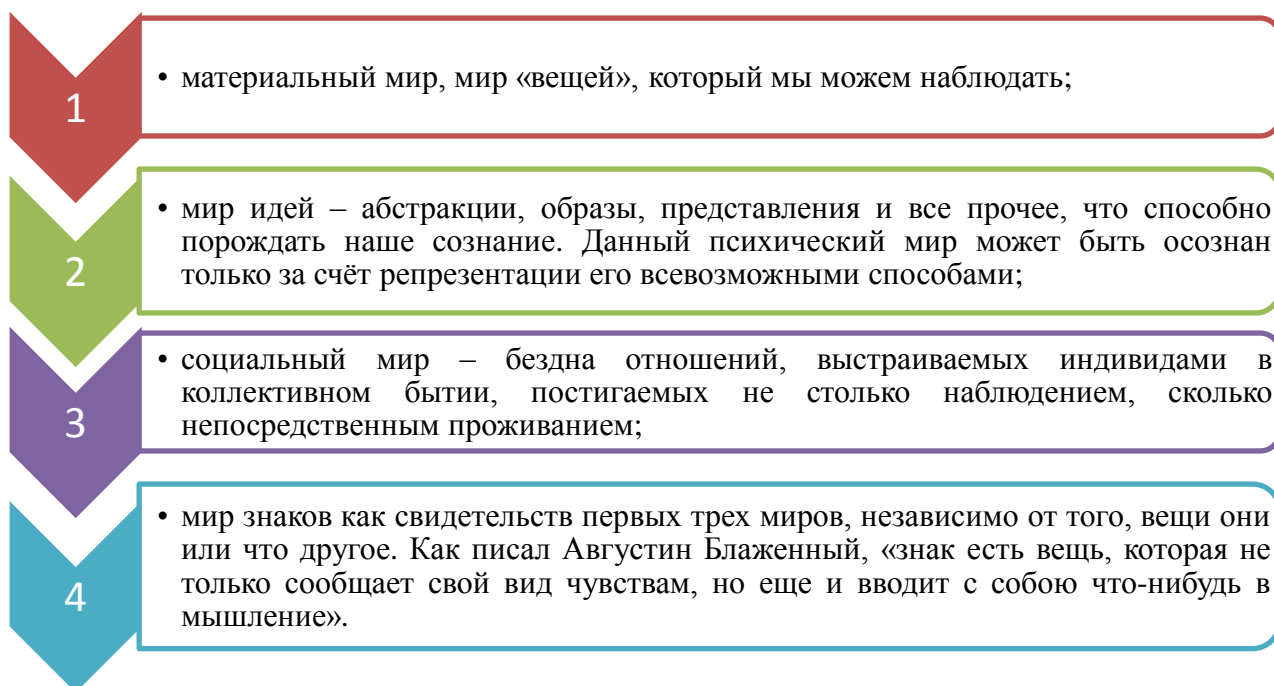 1
• материальный мир, мир «вещей», который мы можем наблюдать;
2
• мир идей – абстракции, образы, представления и все прочее, что способно
порождать наше сознание. Данный психический мир может быть осознан
только за счёт репрезентации его всевозможными способами;
3
• социальный мир – бездна отношений, выстраиваемых индивидами в
коллективном бытии, постигаемых не столько наблюдением, сколько
непосредственным проживанием;
4
• мир знаков как свидетельств первых трех миров, независимо от того, вещи они
или что другое. Как писал Августин Блаженный, «знак есть вещь, которая не
только сообщает свой вид чувствам, но еще и вводит с собою что-нибудь в
мышление».